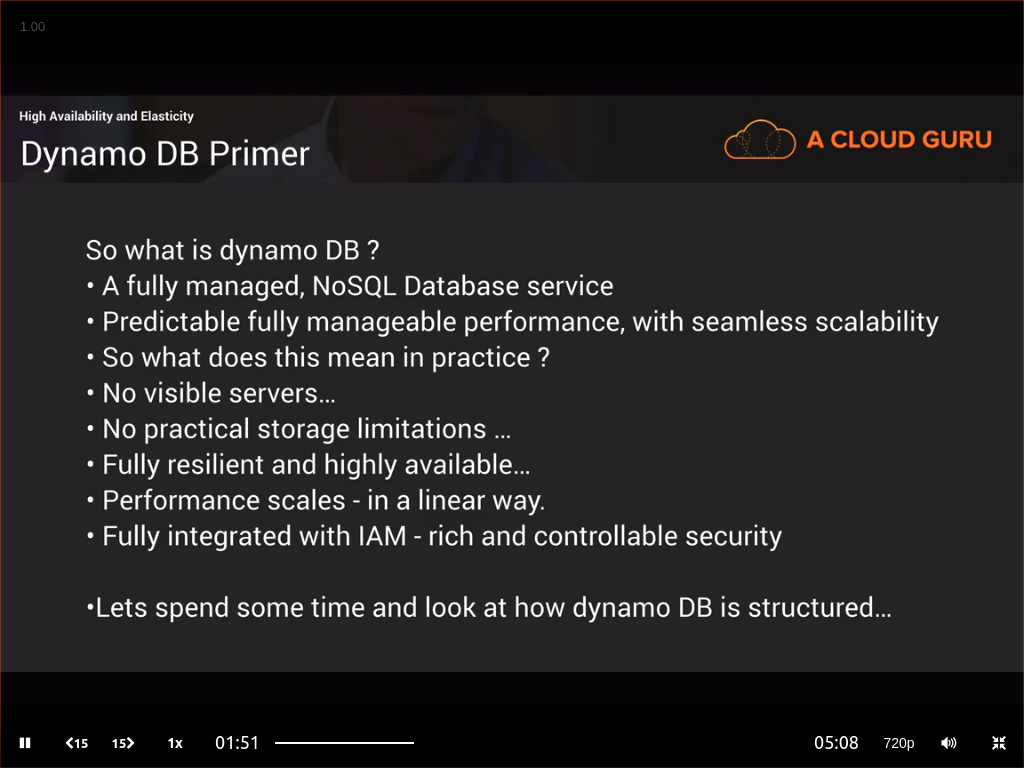 1.00
High Availability and Elasticity
Dynamo DB Primer
A CLOUD GURU
So what is dynamo DB ?
• A fully managed, NoSQL Database service
• Predictable fully manageable performance, with seamless scalability
• So what does this mean in practice ?
• No visible servers...
• No practical storage limitations ...
• Fully resilient and highly available...
• Performance scales - in a linear way.
• Fully integrated with IAM - rich and controllable security
•Lets spend some time and look at how dynamo DB is structured...
15 15 1x 01:51 05:08 720p